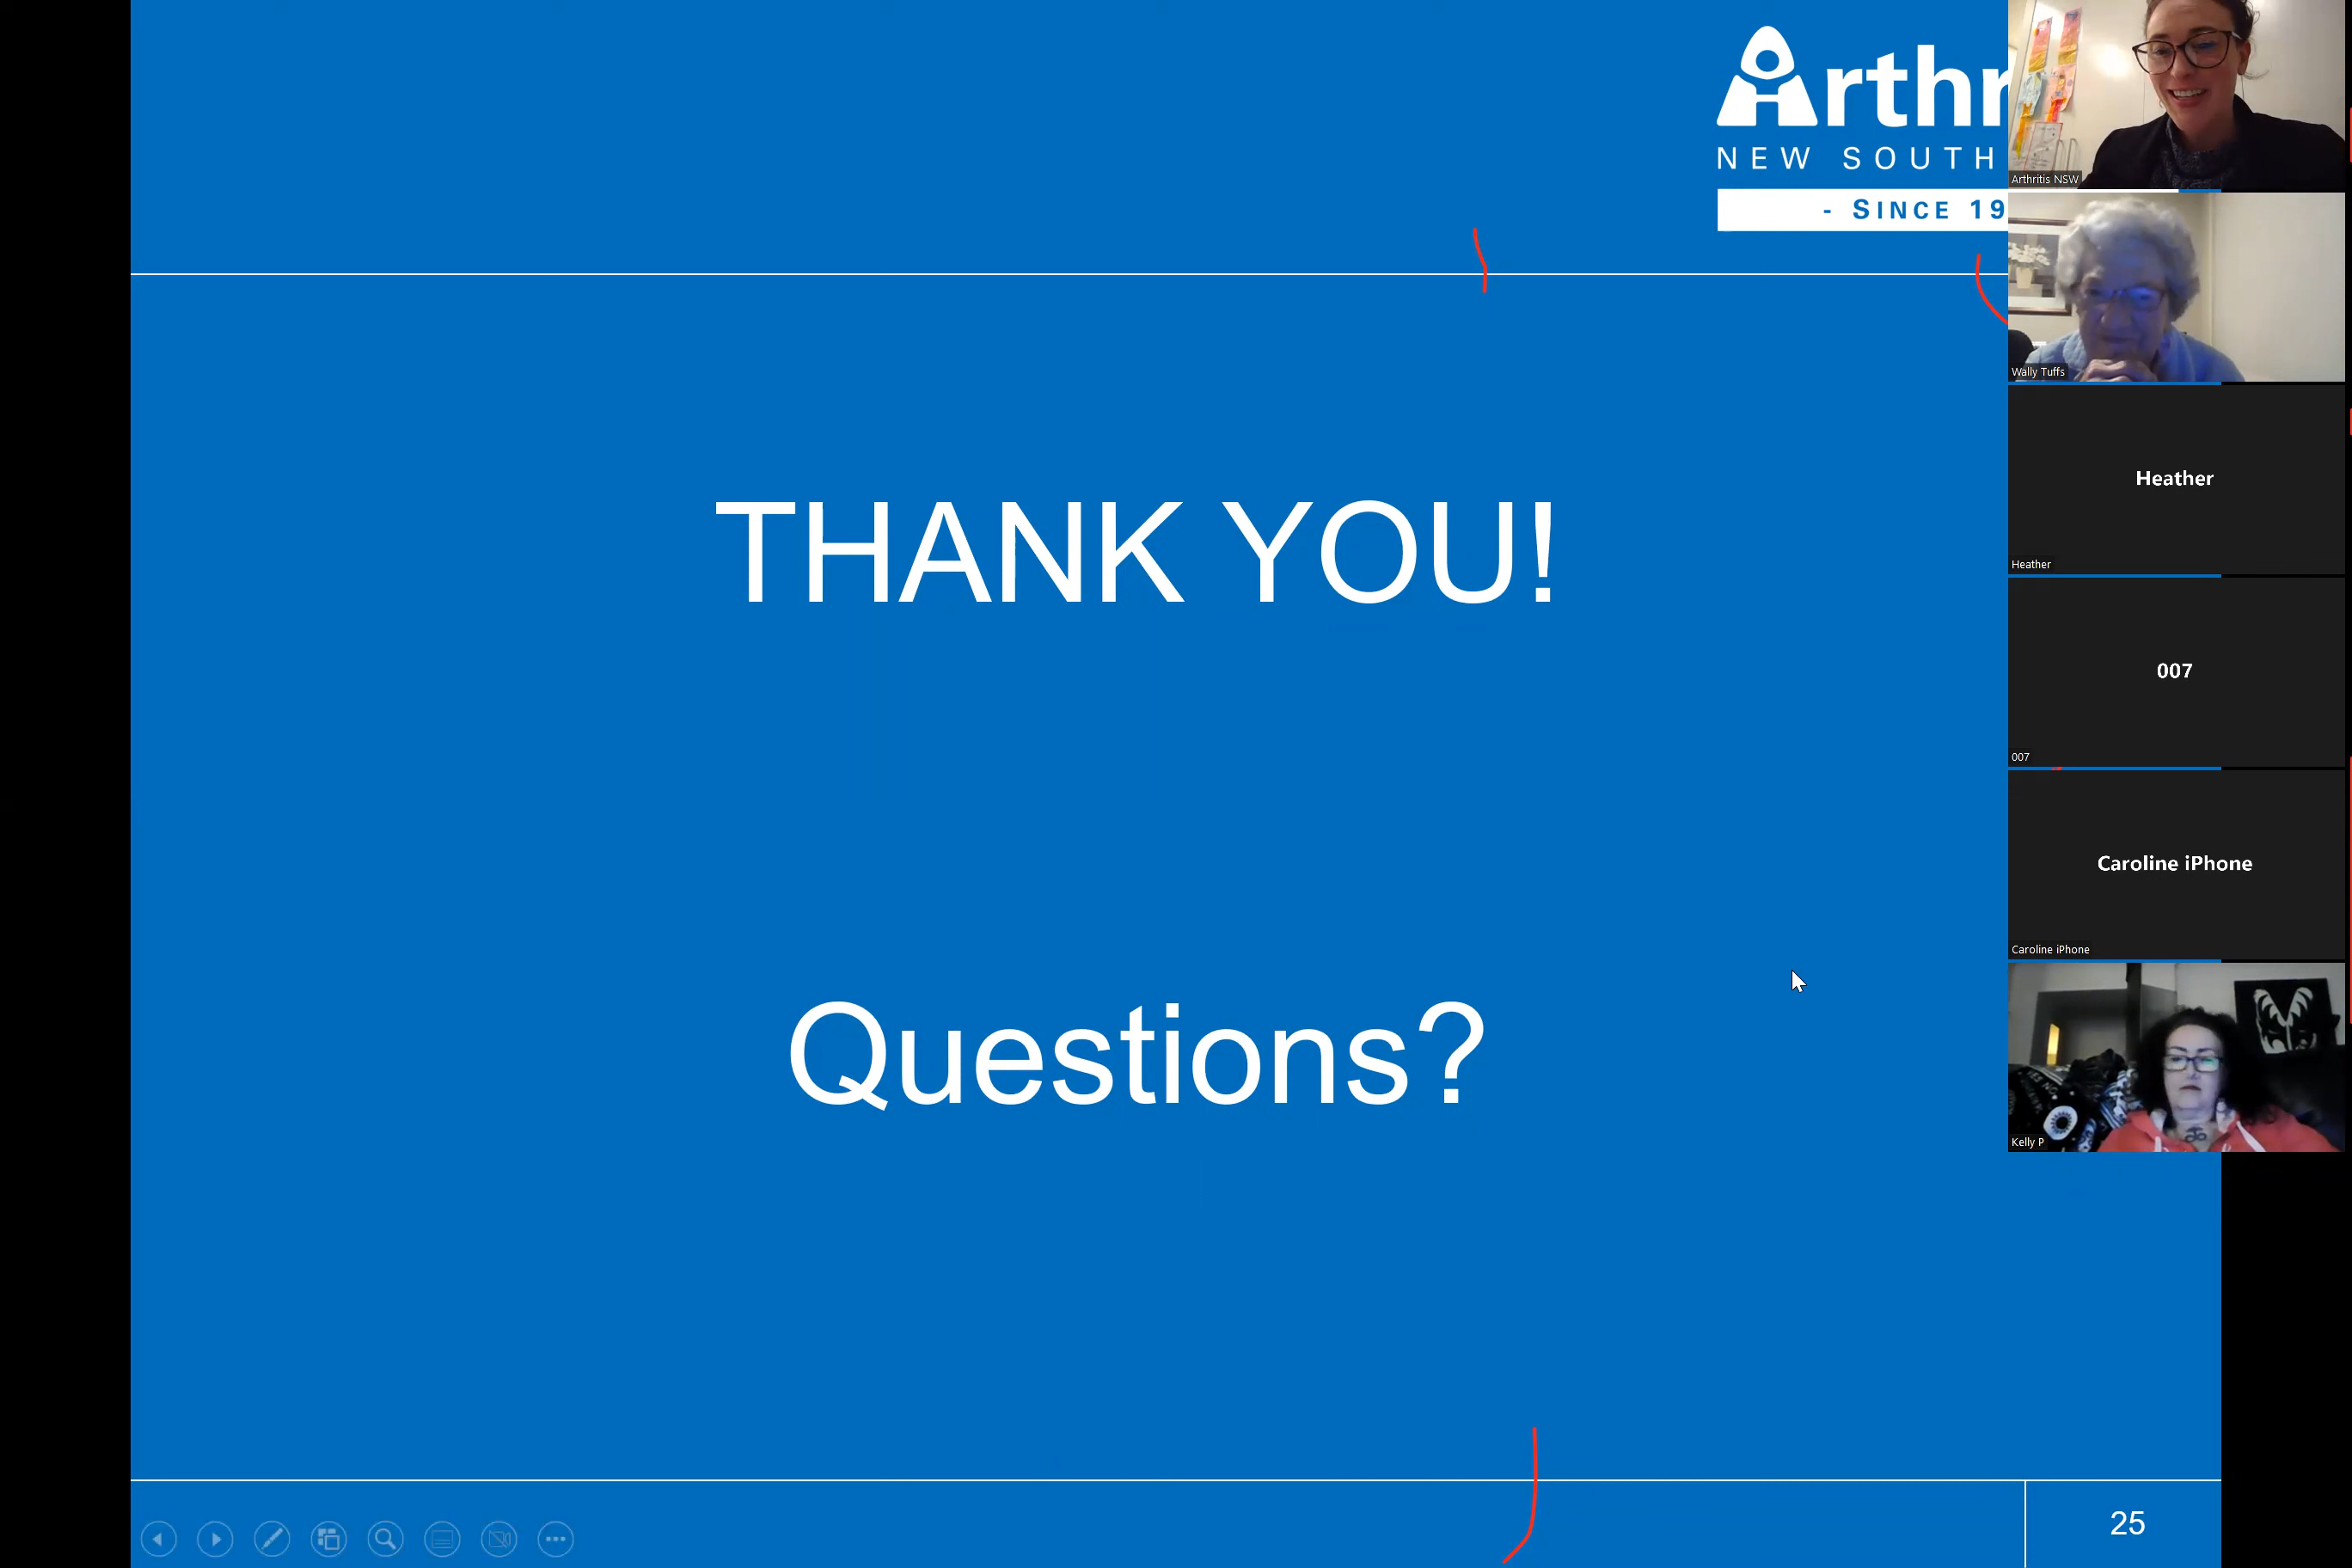 Arthr
NEW SOUTH
- SINCE 19
THANK YOU!
Questions?
25
Arthritis NSW
Wally Tuffs
Heather
Heather
007
007
Caroline iPhone
Caroline iPhone
Kelly P